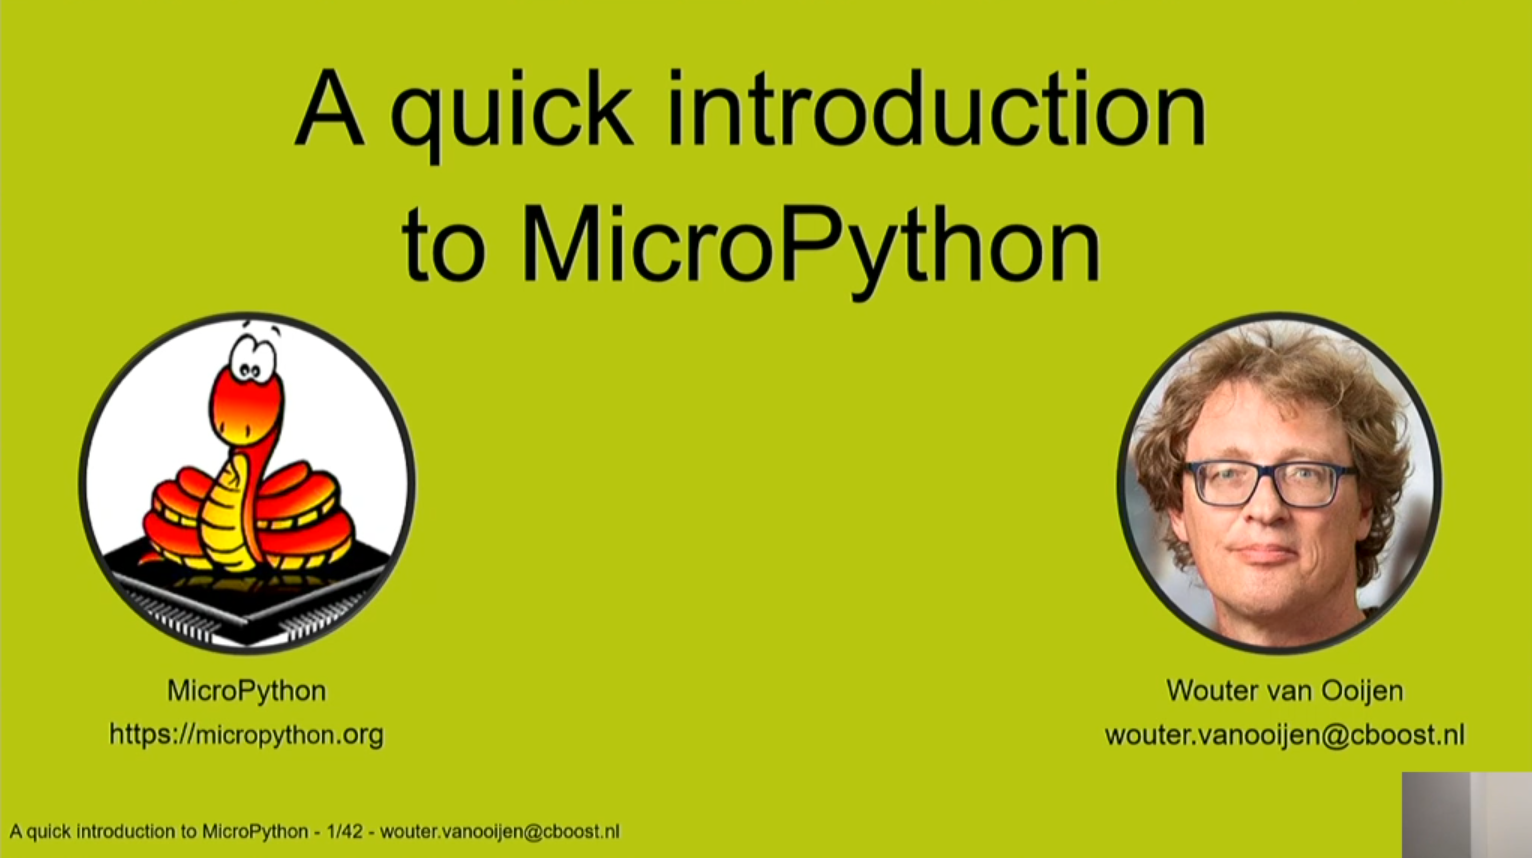 A quick introduction
to MicroPython
MicroPython
https://micropython.org
Wouter van Ooijen
wouter.vanooijen@cboost.nl
A quick introduction to MicroPython - 1/42 - wouter.vanooijen@cboost.nl